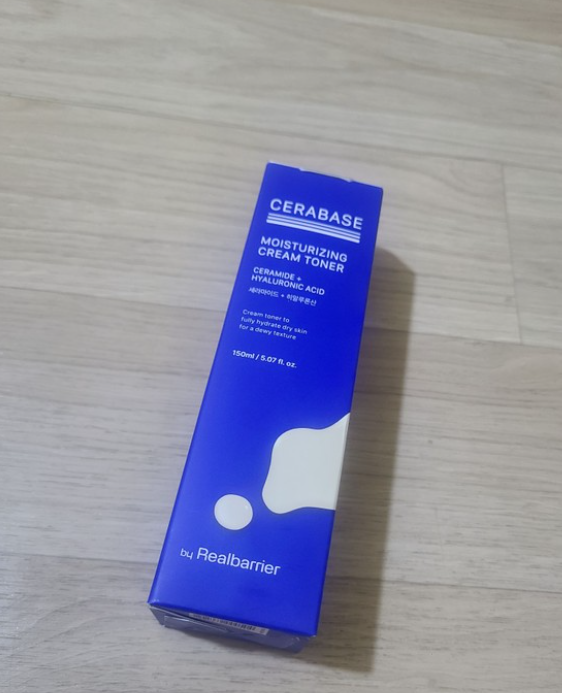 CERABASE
MOISTURIZING
CREAM TONER
CERAMIDE +
HYALURONIC ACID
세라마이드 + 히알루론산
Cream toner to
fully hydrate dry skin
for a dewy texture
150ml / 5.07 fl. oz.
by Realbarrier